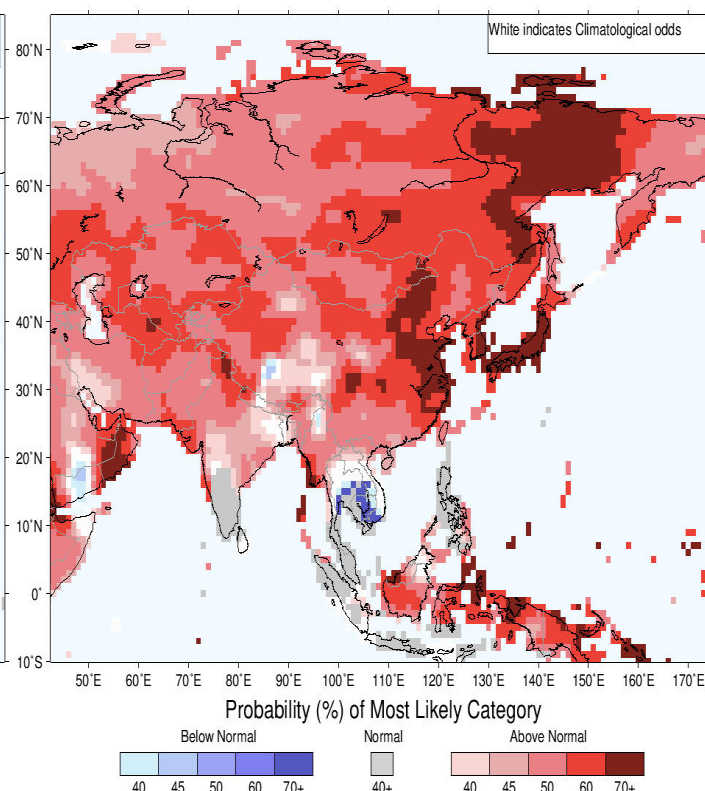 White indicates Climatological odds
80°N
70°N
60°N
50°N
40°N
30°N
20°N
10°N
0°
10°S
50°E 60°E 70°E 80°E 90°E 100°E 110°E 120°E 130°E 140°E 150°E 160°E 170°E
Probability (%) of Most Likely Category
Below Normal Normal Above Normal
40 45 50 60 70+ 40+ 40 45 50 60 70+